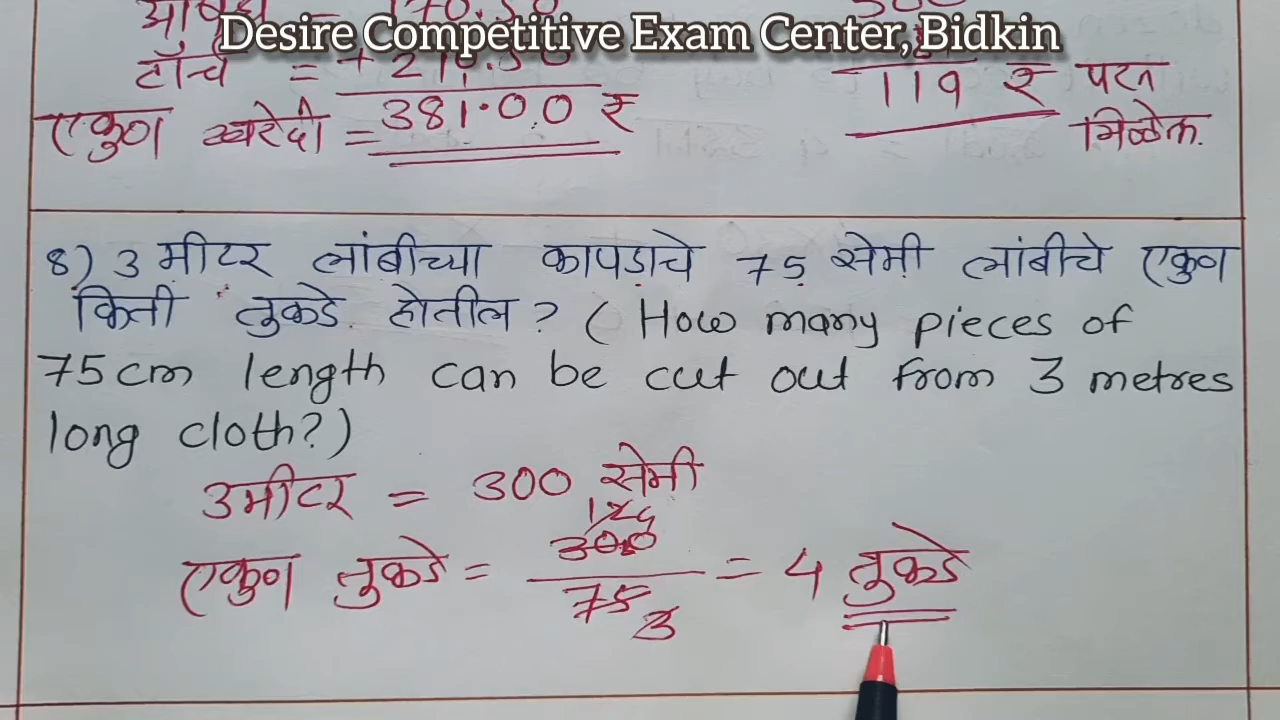 Desire Competitive Exam Center, Bidkin
टॉर्च =
119 ₹ परत
मिळेल.
एकुण खरेदी = 381.00 ₹
8) 3 मीटर लांबीच्या कापडाचे 75 सेमी लांबीचे एकुण
किती तुकडे होतील? (How many pieces of
75cm length can be cut out from 3 metres
long cloth?)
3मीटर = 300 सेमी
एकुण तुकडे = 300 / 75 = 4 तुकडे
3